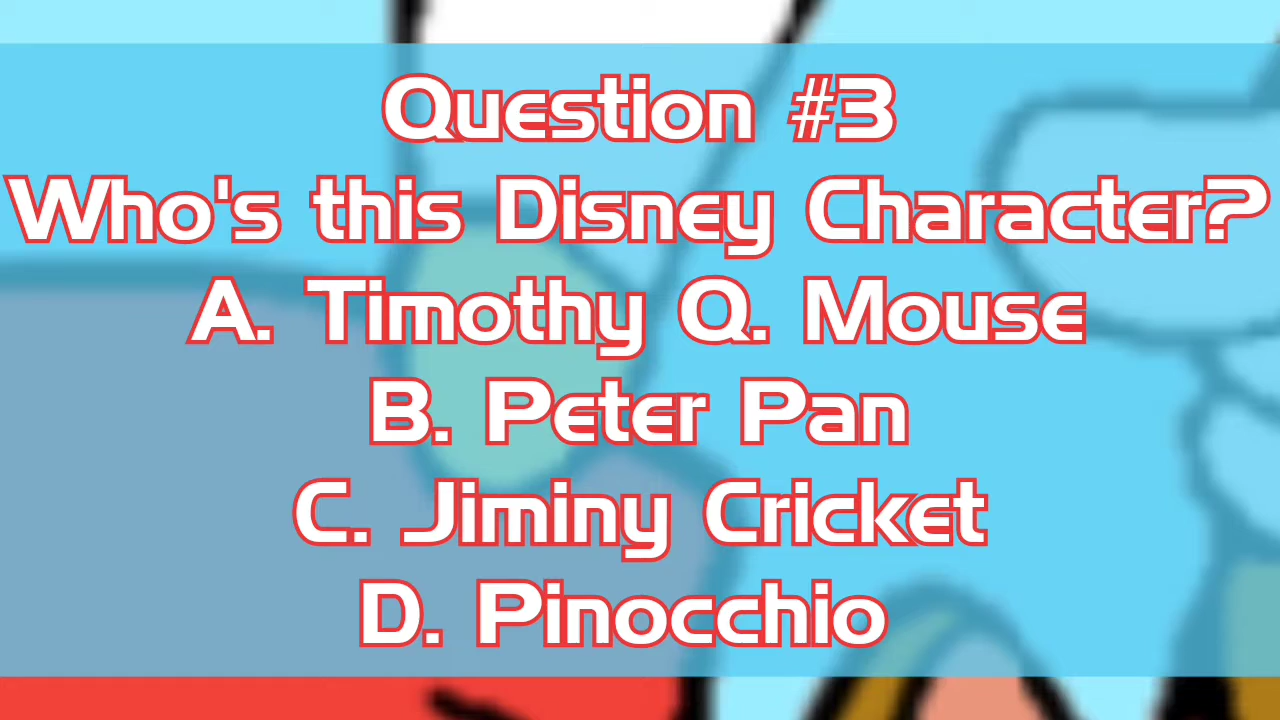 Question #3
Who's this Disney Character?
A. Timothy Q. Mouse
B. Peter Pan
C. Jiminy Cricket
D. Pinocchio